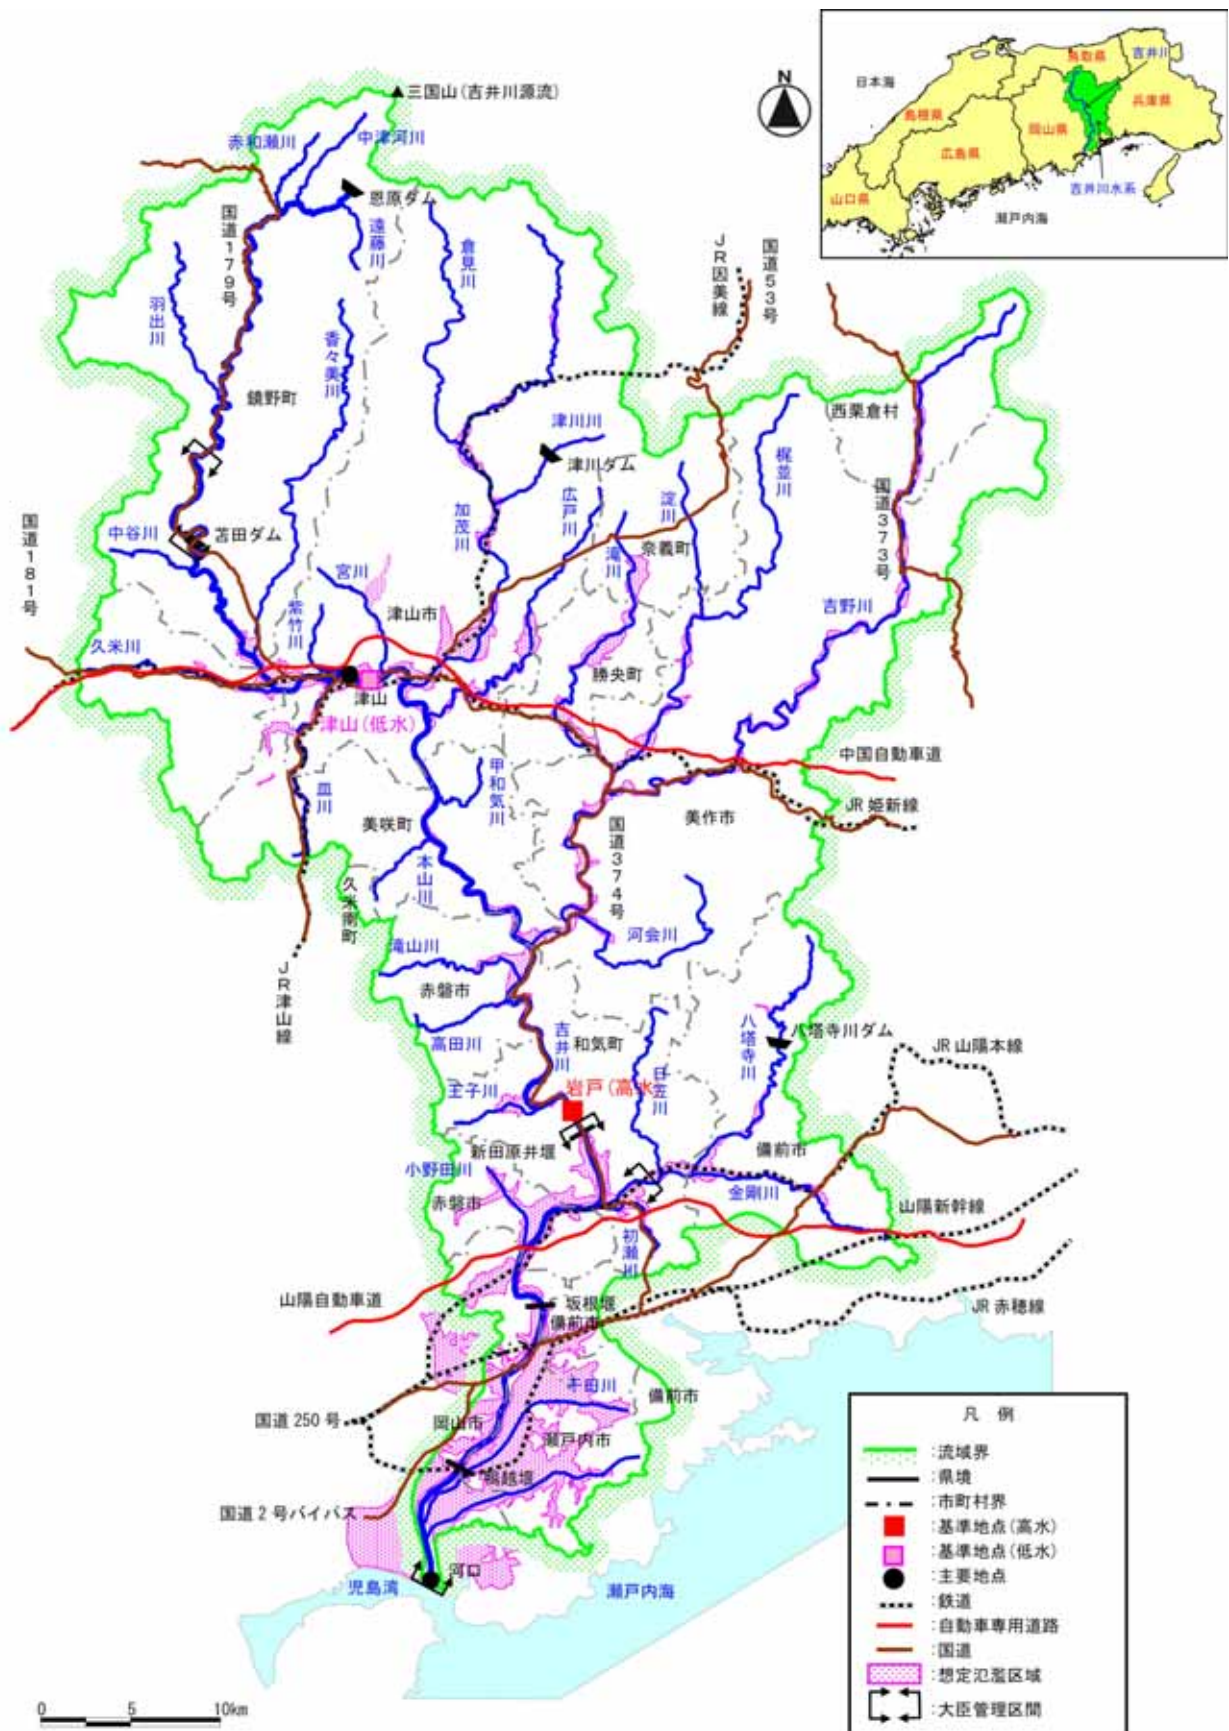 三国山(吉井川源流)
N
鳥取県
吉井川
日本海
島根県
兵庫県
岡山県
広島県
山口県
吉井川水系
瀬戸内海
赤和瀬川
中津河川
恩原ダム
遠藤川
倉見川
国道179号
羽出川
香々美川
鏡野町
JR因美線
国道53号
西粟倉村
津川川
津川ダム
梶並川
国道373号
国道181号
中谷川
苫田ダム
加茂川
広戸川
淀川
滝川
奈義町
宮川
紫竹川
津山市
吉野川
久米川
勝央町
津山
津山(低水)
中国自動車道
皿川
甲和気川
JR姫新線
美咲町
美作市
国道374号
本山川
久米南町
河会川
滝山川
JR津山線
赤磐市
八塔寺川
八塔寺川ダム
吉井川
和気町
高田川
JR山陽本線
日笠川
王子川
岩戸(高水
新田原井堰
備前市
小野田川
金剛川
赤磐市
山陽新幹線
初瀬川
山陽自動車道
坂根堰
備前市
JR赤穂線
千田川
備前市
国道250号
岡山市
瀬戸内市
鴨越堰
国道2号バイパス
河口
児島湾
瀬戸内海
凡 例
:流域界
:県境
:市町村界
:基準地点(高水)
:基準地点(低水)
:主要地点
:鉄道
:自動車専用道路
:国道
:想定氾濫区域
:大臣管理区間
0 5 10km